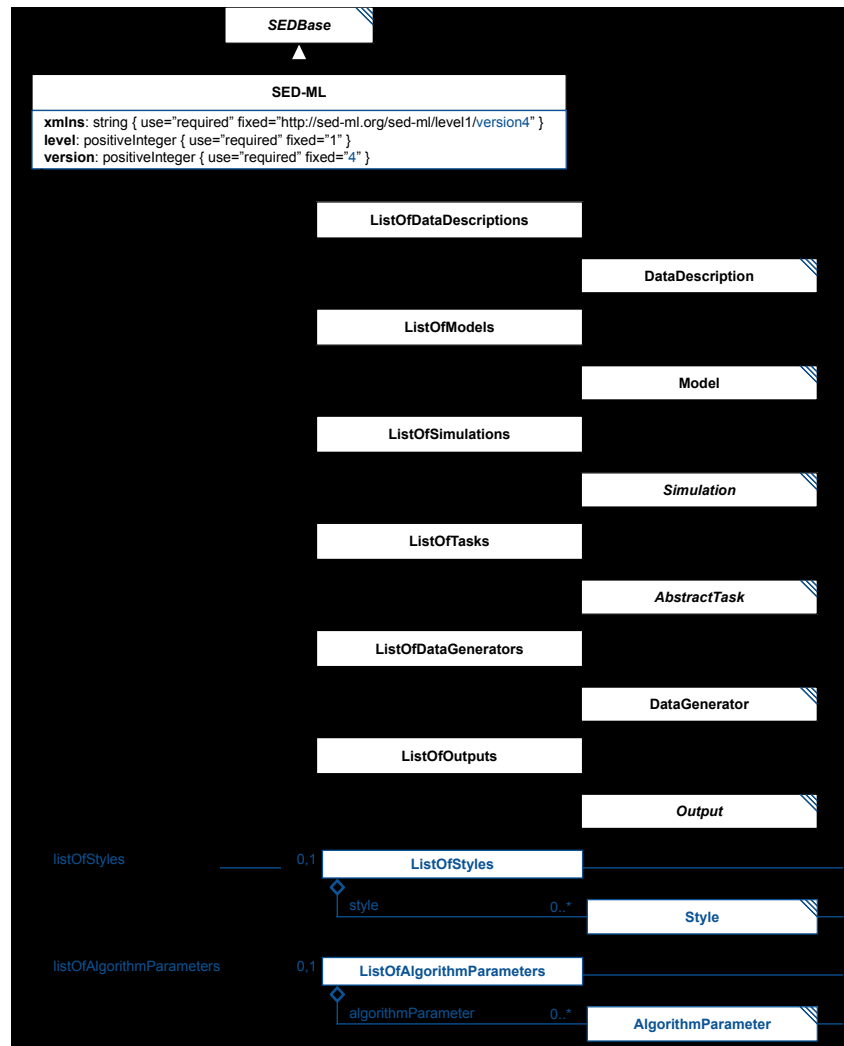 SEDBase
SED-ML
xmlns: string { use="required" fixed="http://sed-ml.org/sed-ml/level1/version4" }
level: positiveInteger { use="required" fixed="1" }
version: positiveInteger { use="required" fixed="4" }
ListOfDataDescriptions
DataDescription
ListOfModels
Model
ListOfSimulations
Simulation
ListOfTasks
AbstractTask
ListOfDataGenerators
DataGenerator
ListOfOutputs
Output
listOfStyles 0,1 ListOfStyles
style 0..* Style
listOfAlgorithmParameters 0,1 ListOfAlgorithmParameters
algorithmParameter 0..* AlgorithmParameter